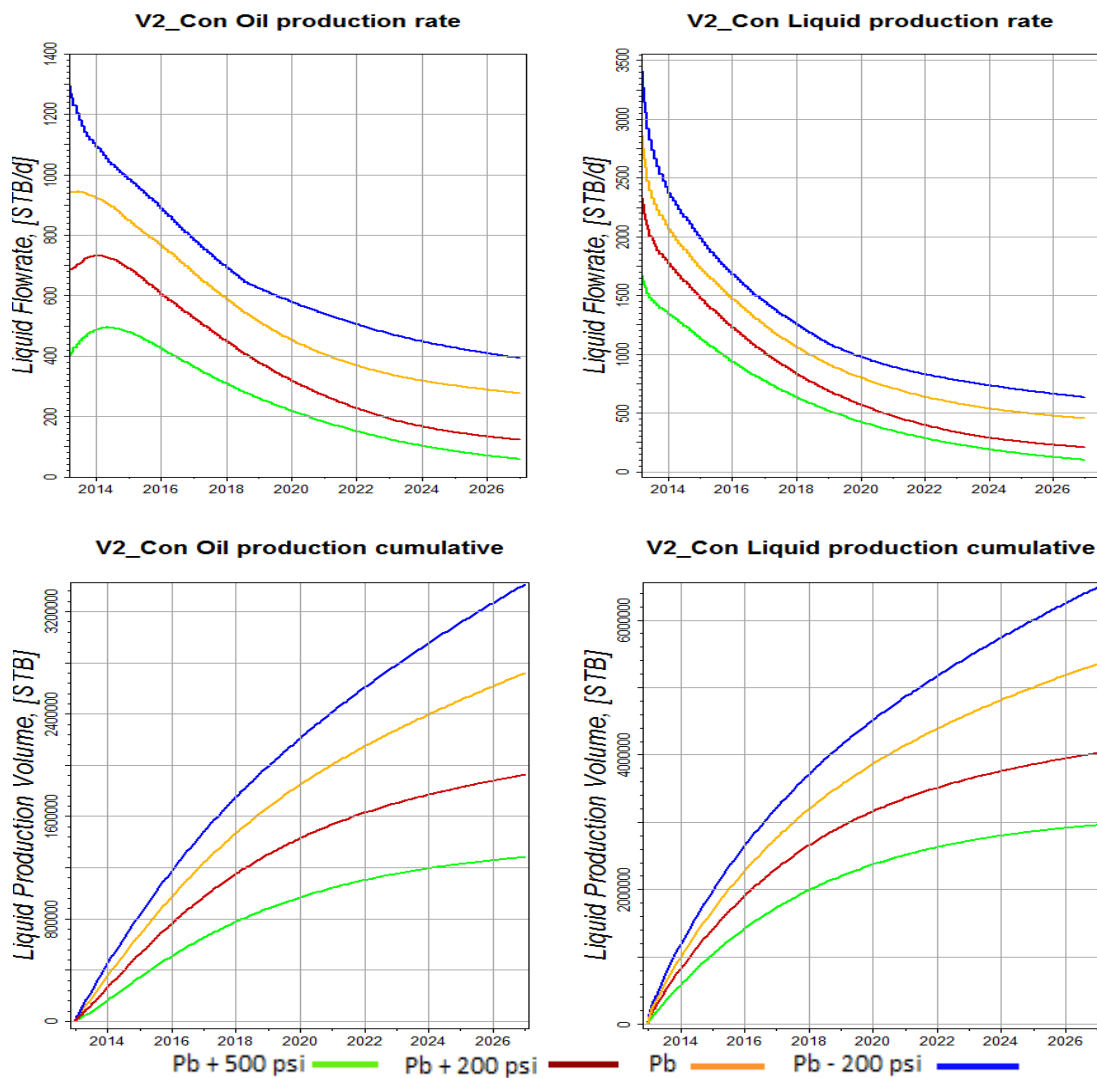 V2_Con Oil production rate
Liquid Flowrate, [STB/d]
1400
1200
1000
800
600
400
200
0
2014 2016 2018 2020 2022 2024 2026
V2_Con Liquid production rate
Liquid Flowrate, [STB/d]
3500
3000
2500
2000
1500
1000
500
0
2014 2016 2018 2020 2022 2024 2026
V2_Con Oil production cumulative
Liquid Production Volume, [STB]
3200000
2400000
1600000
800000
0
2014 2016 2018 2020 2022 2024 2026
V2_Con Liquid production cumulative
Liquid Production Volume, [STB]
6000000
4000000
2000000
0
2014 2016 2018 2020 2022 2024 2026
Pb + 500 psi Pb + 200 psi Pb Pb - 200 psi